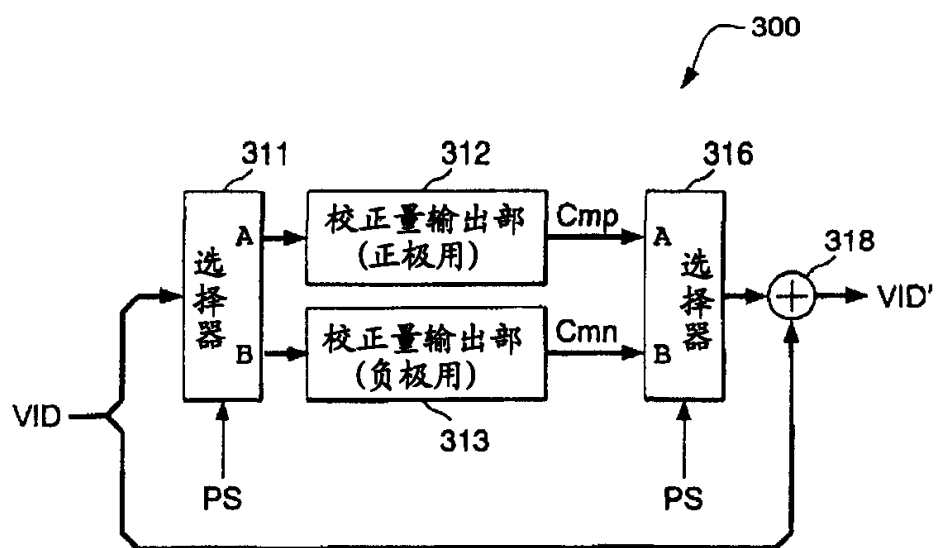 300
311
312
316
选择器
A
B
校正量输出部
(正极用)
Cmp
A
B
选择器
318
VID'
校正量输出部
(负极用)
Cmn
313
VID
PS
PS